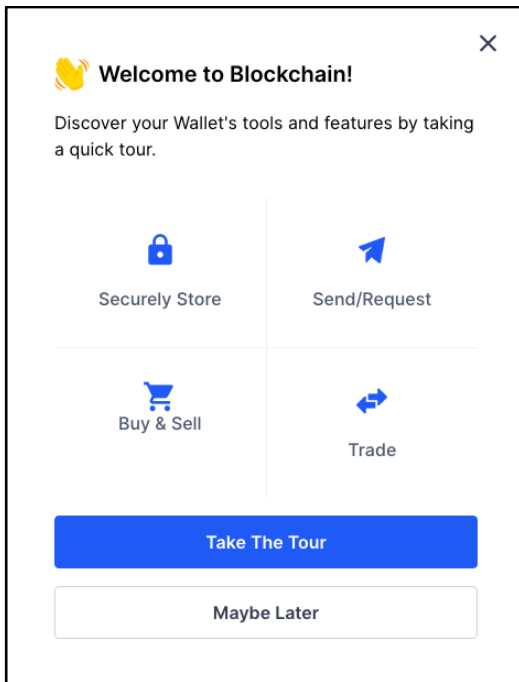 Welcome to Blockchain!
Discover your Wallet's tools and features by taking
a quick tour.
Securely Store
Send/Request
Buy & Sell
Trade
Take The Tour
Maybe Later